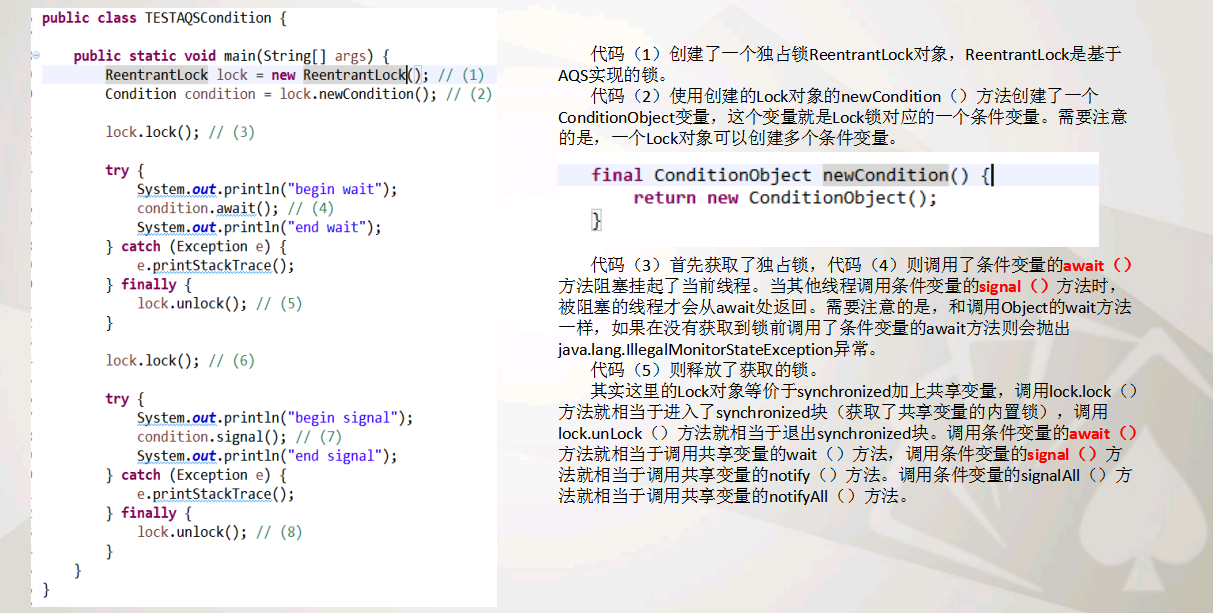 public class TESTAQSCondition {
public static void main(String[] args) {
ReentrantLock lock = new ReentrantLock(); // (1)
Condition condition = lock.newCondition(); // (2)
lock.lock(); // (3)
try {
System.out.println("begin wait");
condition.await(); // (4)
System.out.println("end wait");
} catch (Exception e) {
e.printStackTrace();
} finally {
lock.unlock(); // (5)
}
lock.lock(); // (6)
try {
System.out.println("begin signal");
condition.signal(); // (7)
System.out.println("end signal");
} catch (Exception e) {
e.printStackTrace();
} finally {
lock.unlock(); // (8)
}
}
}
代码（1）创建了一个独占锁ReentrantLock对象，ReentrantLock是基于
AQS实现的锁。
代码（2）使用创建的Lock对象的newCondition（）方法创建了一个
ConditionObject变量，这个变量就是Lock锁对应的一个条件变量。需要注意
的是，一个Lock对象可以创建多个条件变量。
final ConditionObject newCondition() {
return new ConditionObject();
}
代码（3）首先获取了独占锁，代码（4）则调用了条件变量的await（）
方法阻塞挂起了当前线程。当其他线程调用条件变量的signal（）方法时，
被阻塞的线程才会从await处返回。需要注意的是，和调用Object的wait方法
一样，如果在没有获取到锁前调用了条件变量的await方法则会抛出
java.lang.IllegalMonitorStateException异常。
代码（5）则释放了获取的锁。
其实这里的Lock对象等价于synchronized加上共享变量，调用lock.lock（）
方法就相当于进入了synchronized块（获取了共享变量的内置锁），调用
lock.unLock（）方法就相当于退出synchronized块。调用条件变量的await（）
方法就相当于调用共享变量的wait（）方法，调用条件变量的signal（）方
法就相当于调用共享变量的notify（）方法。调用条件变量的signalAll（）方
法就相当于调用共享变量的notifyAll（）方法。